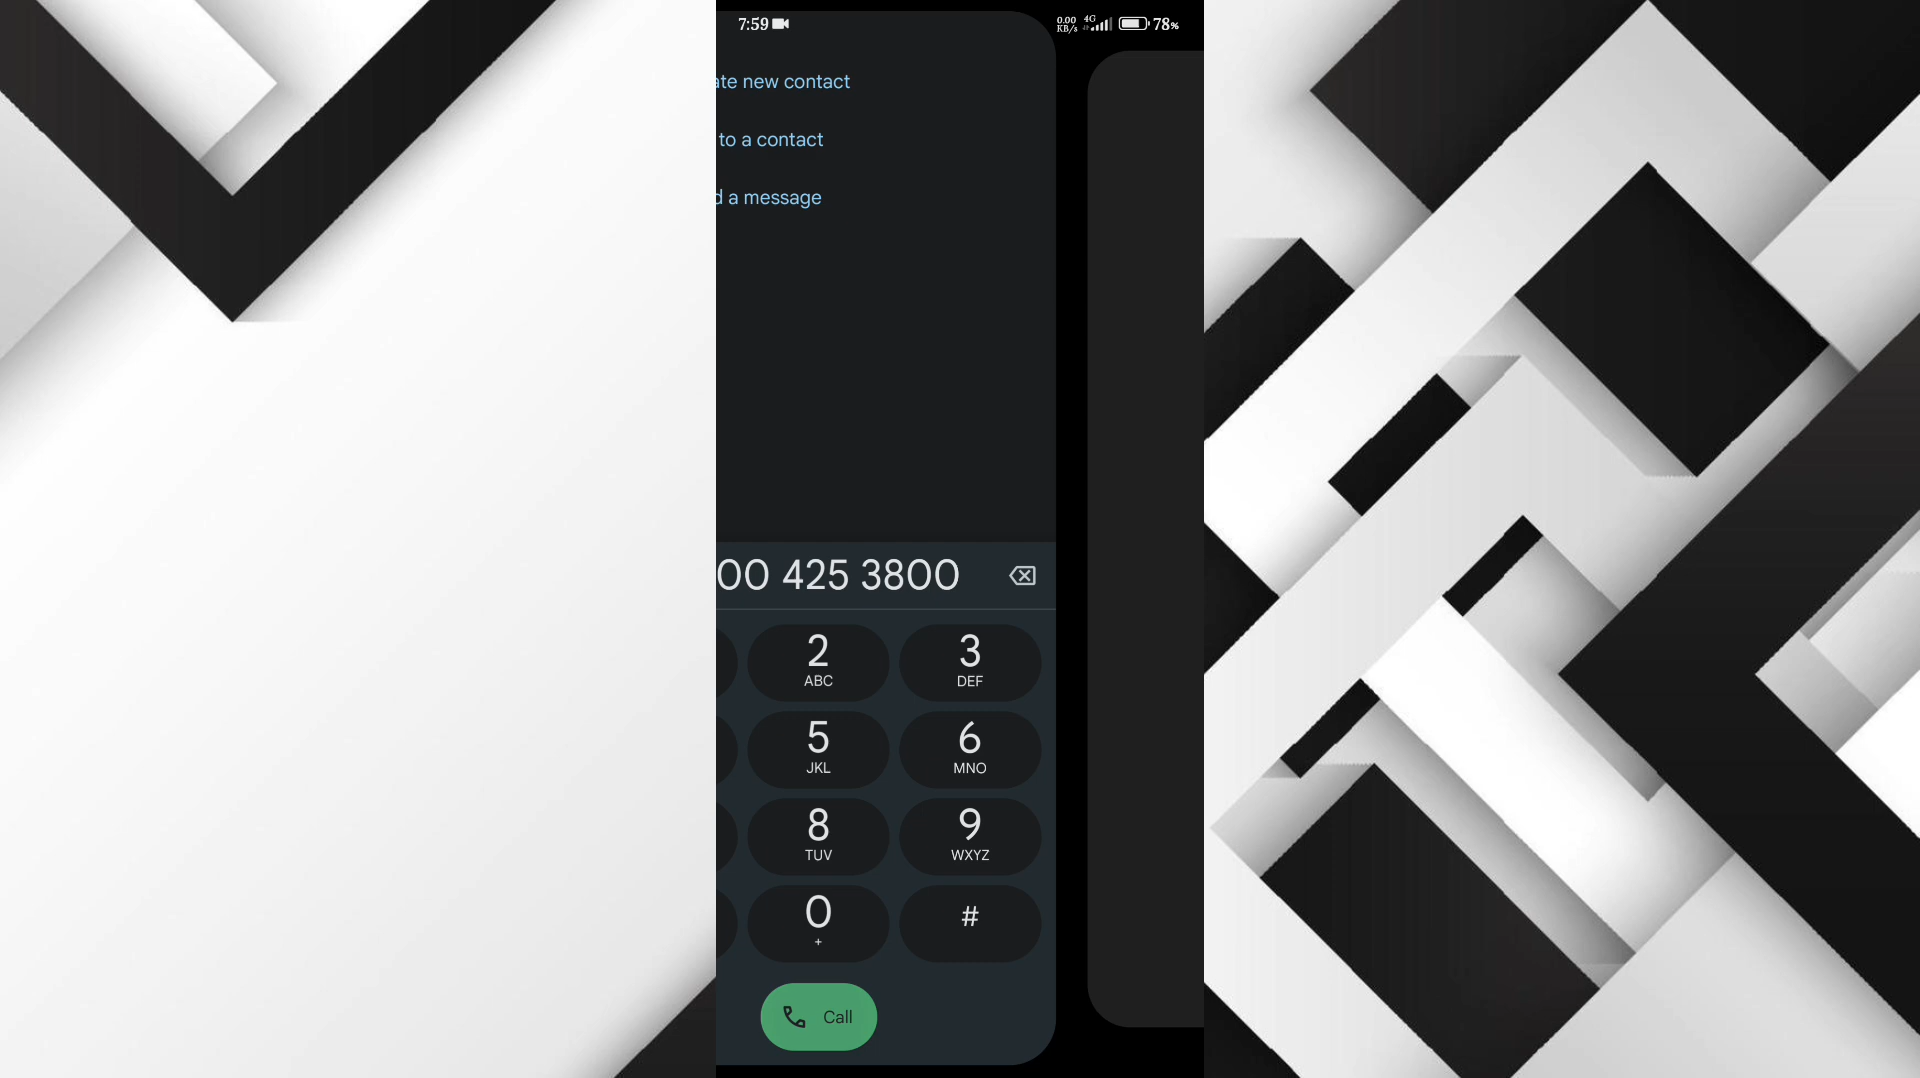 7:59 0.00 KB/s 4G 78%
ate new contact
to a contact
d a message
00 425 3800
2 3
ABC DEF
5 6
JKL MNO
8 9
TUV WXYZ
0 #
+
Call